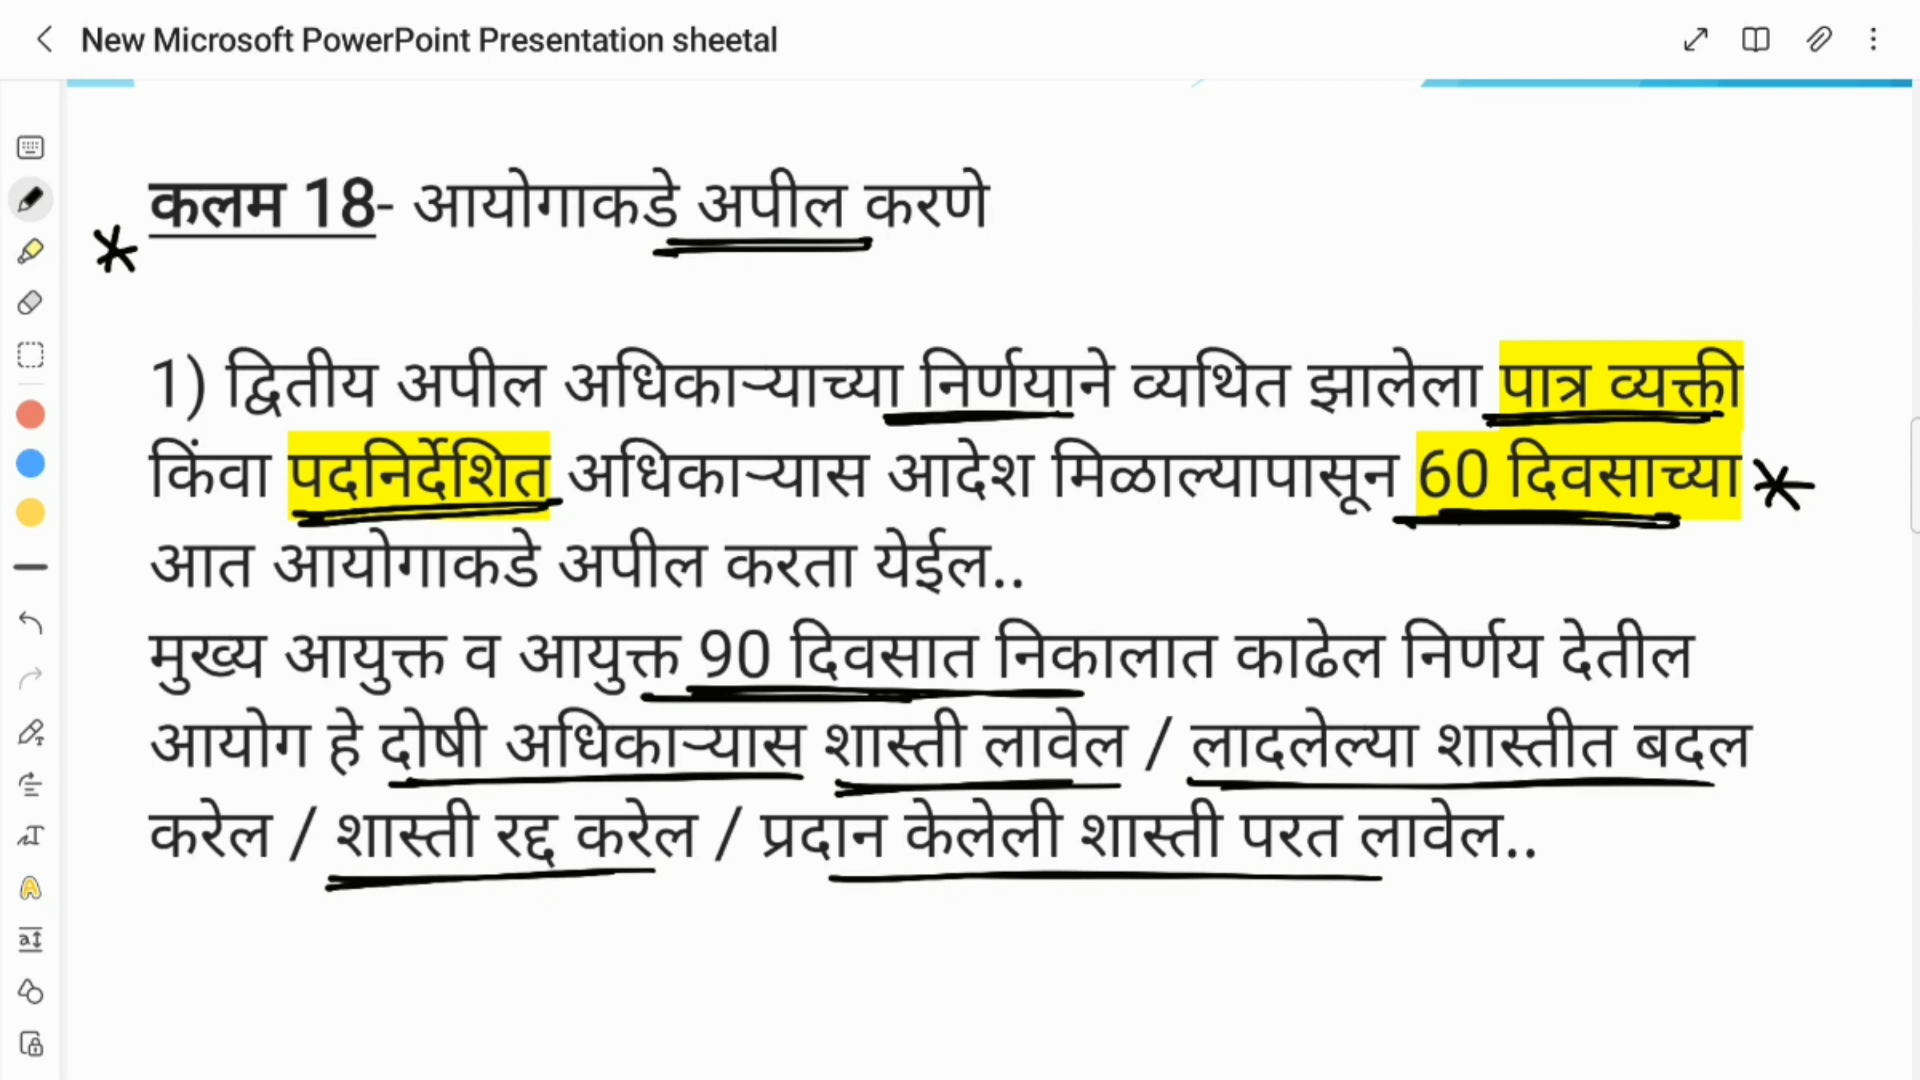 New Microsoft PowerPoint Presentation sheetal
कलम 18- आयोगाकडे अपील करणे
1) द्वितीय अपील अधिकाऱ्याच्या निर्णयाने व्यथित झालेला पात्र व्यक्ती
किंवा पदनिर्देशित अधिकाऱ्यास आदेश मिळाल्यापासून 60 दिवसाच्या
आत आयोगाकडे अपील करता येईल..
मुख्य आयुक्त व आयुक्त 90 दिवसात निकालात काढेल निर्णय देतील
आयोग हे दोषी अधिकाऱ्यास शास्ती लावेल / लादलेल्या शास्तीत बदल
करेल / शास्ती रद्द करेल / प्रदान केलेली शास्ती परत लावेल..